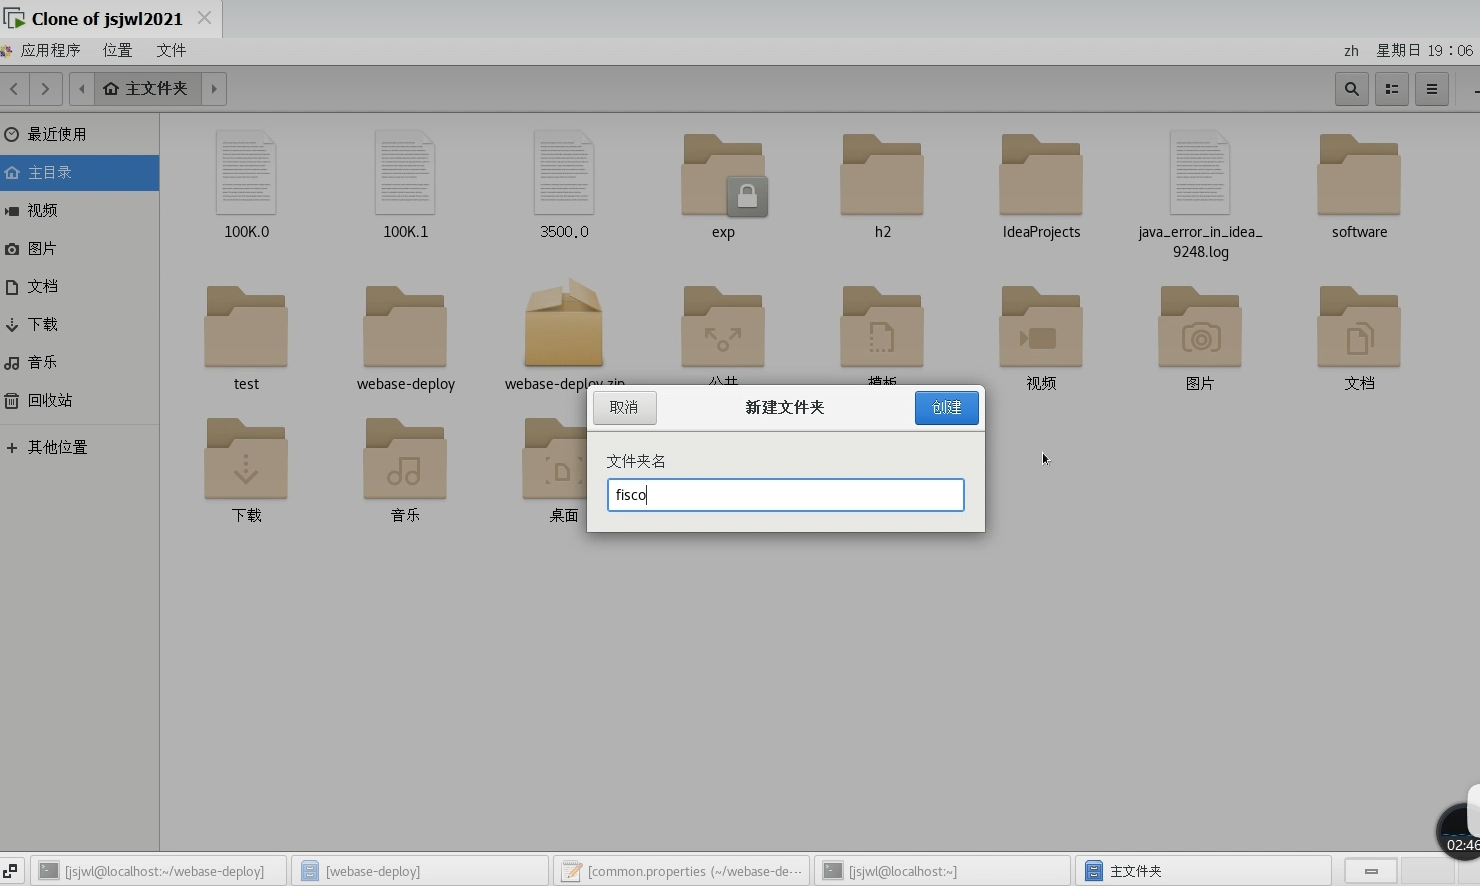 Clone of jsjwl2021
应用程序 位置 文件 zh 星期日 19：06
主文件夹
最近使用
主目录
视频
图片
文档
下载
音乐
回收站
其他位置
100K.0 100K.1 3500.0 exp h2 IdeaProjects java_error_in_idea_ software
9248.log
test webase-deploy webase-deploy.zip 公共 模板 视频 图片 文档
下载 音乐 桌面
取消 新建文件夹 创建
文件夹名
fisco
02:46
[jsjwl@localhost:~/webase-deploy] [webase-deploy] [common.properties (~/webase-de··· [jsjwl@localhost:~] 主文件夹